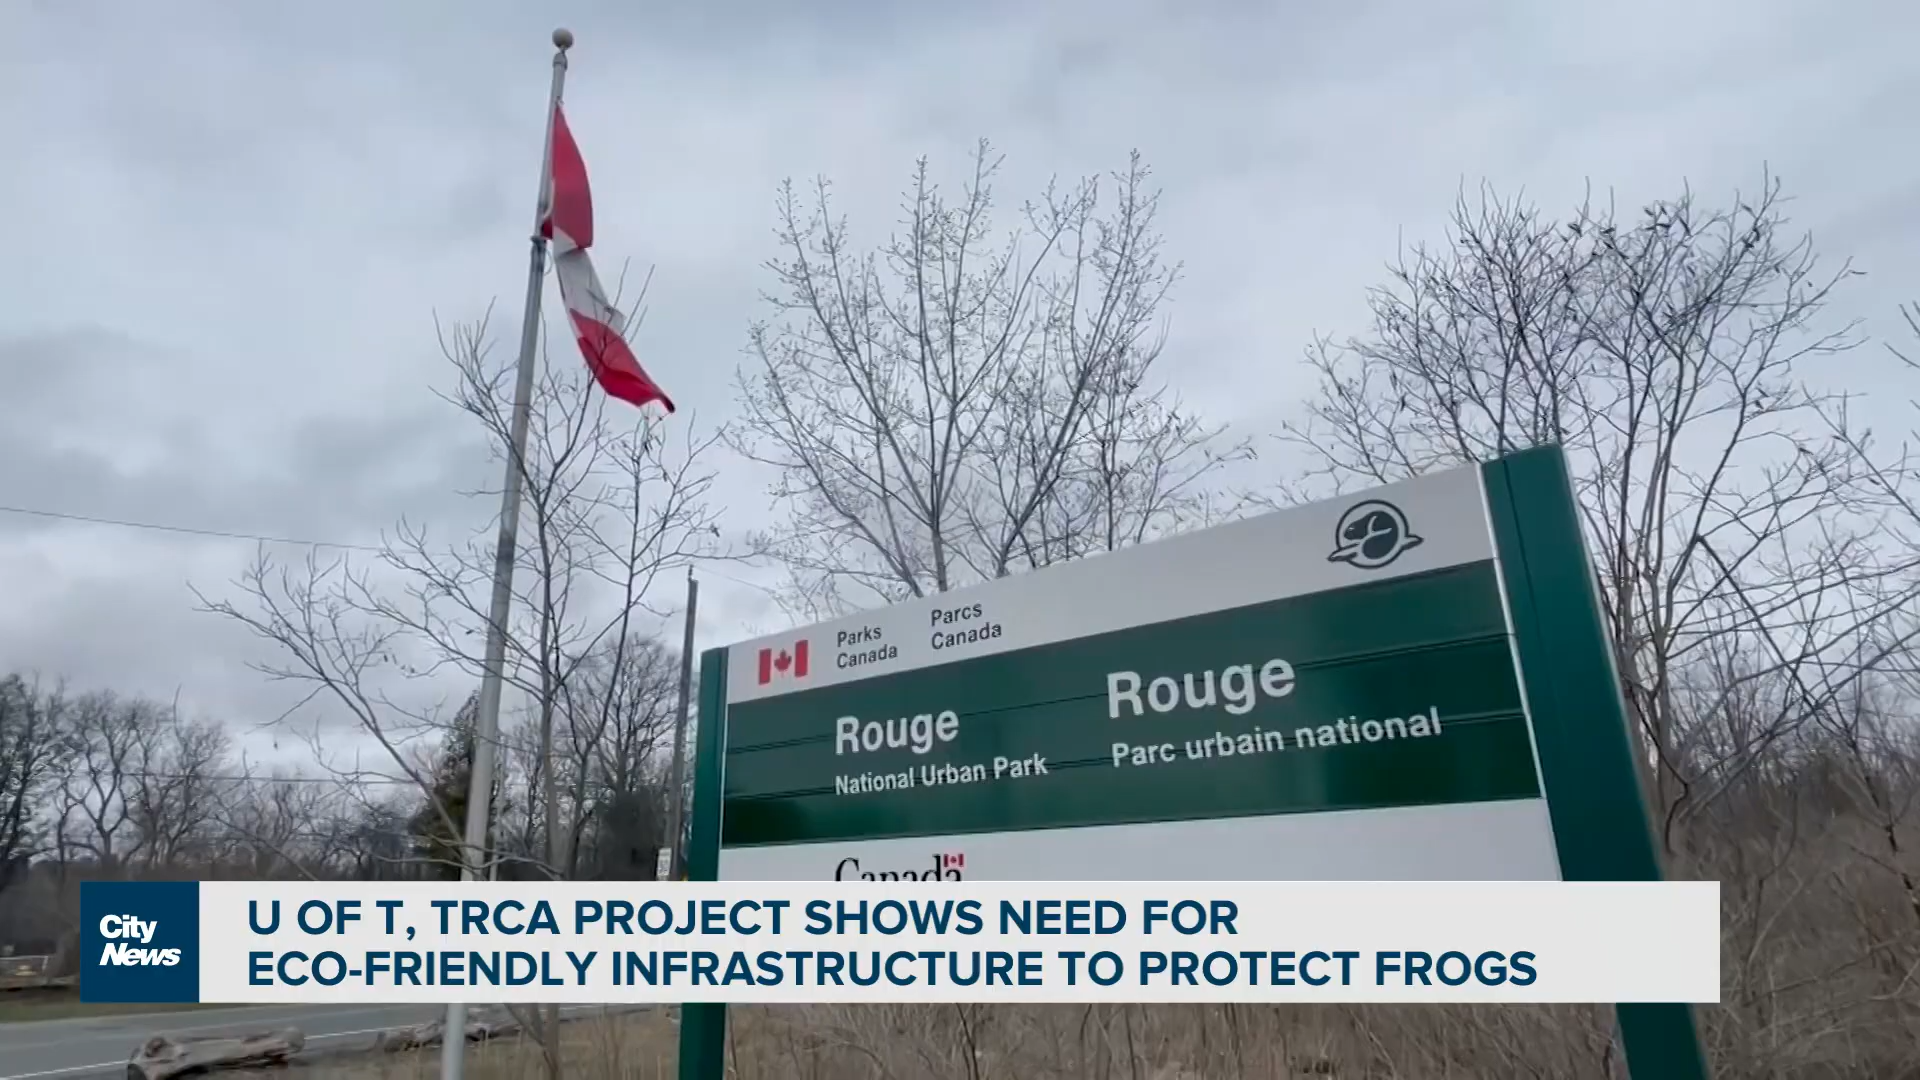 Parks
Canada
Parcs
Canada
Rouge
National Urban Park
Rouge
Parc urbain national
Canada
City
News
U OF T, TRCA PROJECT SHOWS NEED FOR
ECO-FRIENDLY INFRASTRUCTURE TO PROTECT FROGS